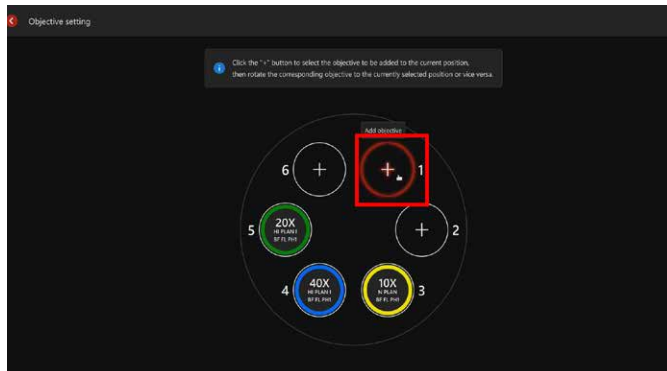 Objective setting
Click the "+" button to select the objective to be added to the current position,
then rotate the corresponding objective to the currently selected position or vice versa.
Add objective
6
1
5
20X
HI PLAN I
BF FL PH1
2
4
40X
HI PLAN I
BF FL PH1
10X
N PLAN
BF FL PH1
3